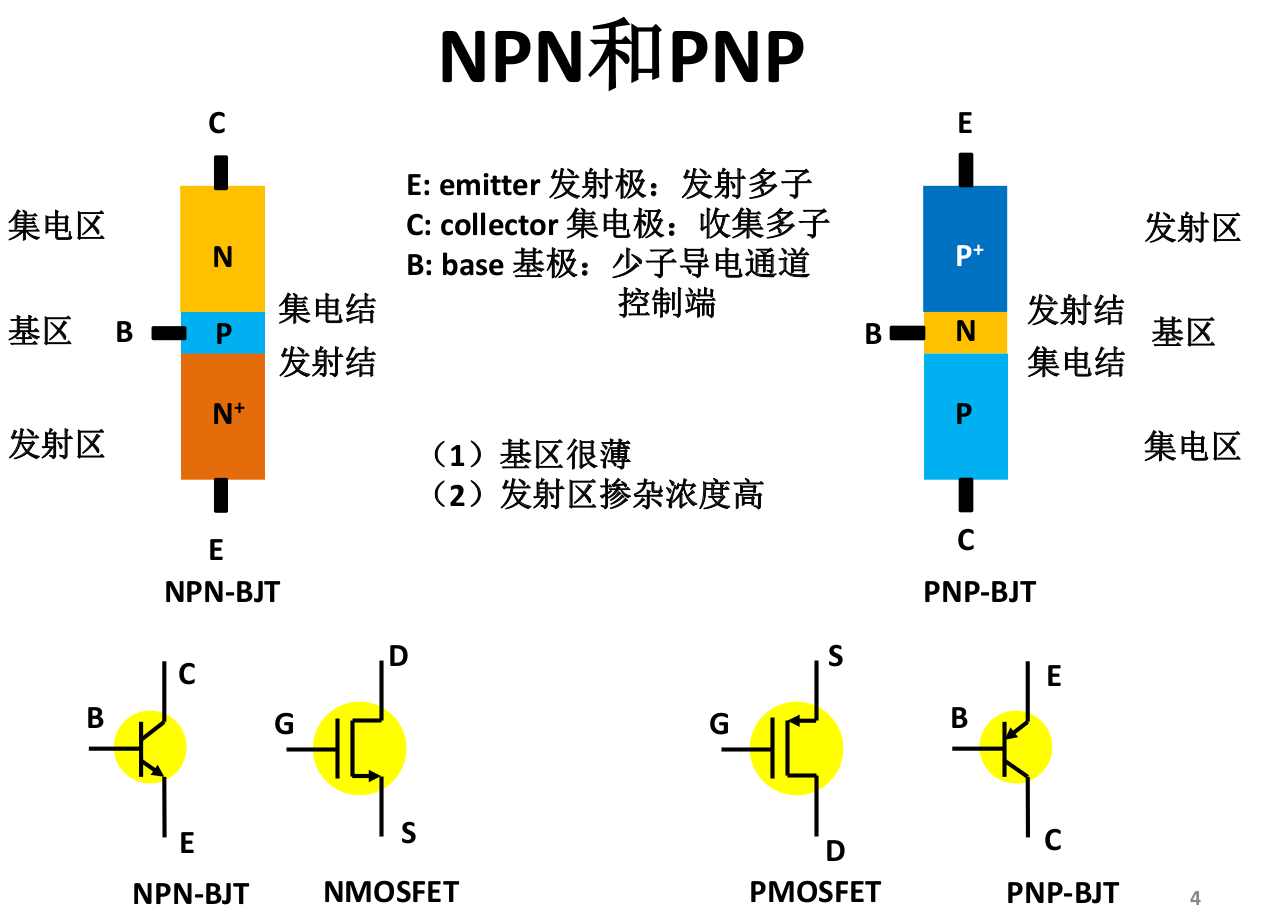 NPN和PNP
C
集电区
N
集电结
基区
B
P
发射结
N⁺
发射区
E
NPN-BJT
E: emitter 发射极：发射多子
C: collector 集电极：收集多子
B: base 基极：少子导电通道
控制端
（1）基区很薄
（2）发射区掺杂浓度高
E
P⁺
发射区
发射结
B
N
基区
集电结
P
集电区
C
PNP-BJT
C
B
E
NPN-BJT
D
G
S
NMOSFET
S
G
D
PMOSFET
E
B
C
PNP-BJT
4